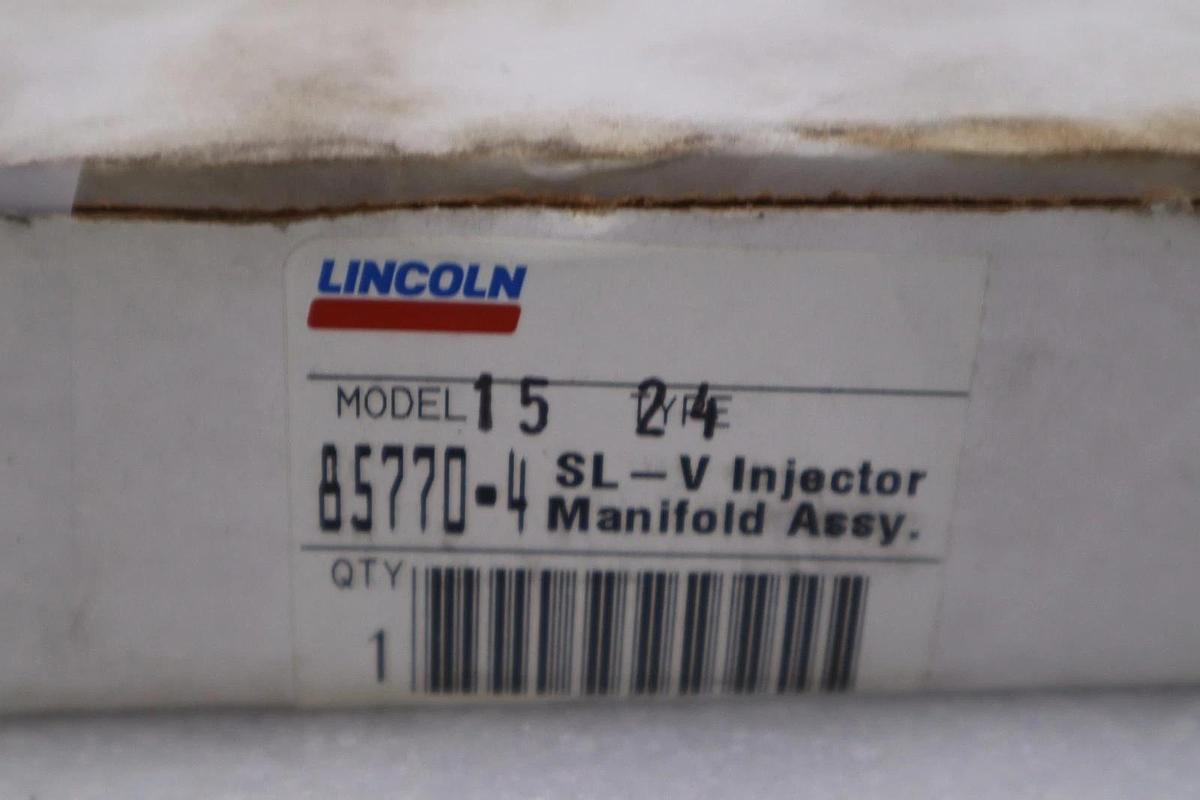 LINCOLN
MODEL 15 TYPE 24
85770-4 SL-V Injector
Manifold Assy.
QTY
1